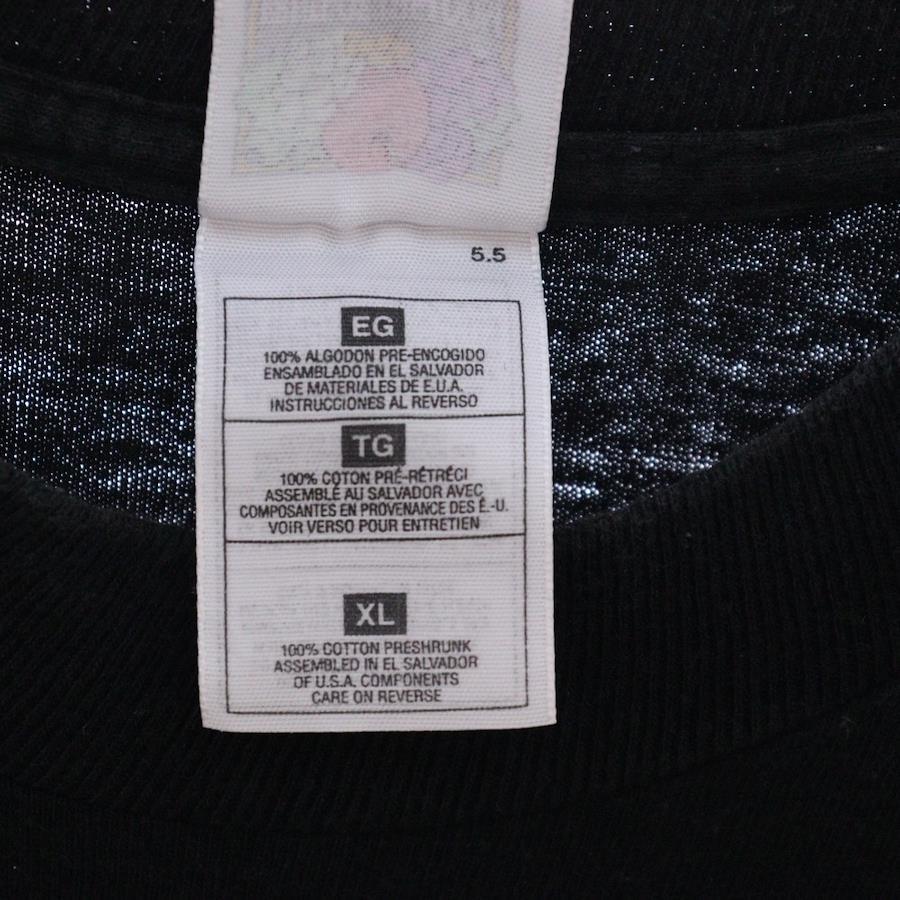 5.5
EG
100% ALGODON PRE-ENCOGIDO
ENSAMBLADO EN EL SALVADOR
DE MATERIALES DE E.U.A.
INSTRUCCIONES AL REVERSO
TG
100% COTON PRÉ-RÉTRÉCI
ASSEMBLÉ AU SALVADOR AVEC
COMPOSANTES EN PROVENANCE DES É.-U.
VOIR VERSO POUR ENTRETIEN
XL
100% COTTON PRESHRUNK
ASSEMBLED IN EL SALVADOR
OF U.S.A. COMPONENTS
CARE ON REVERSE